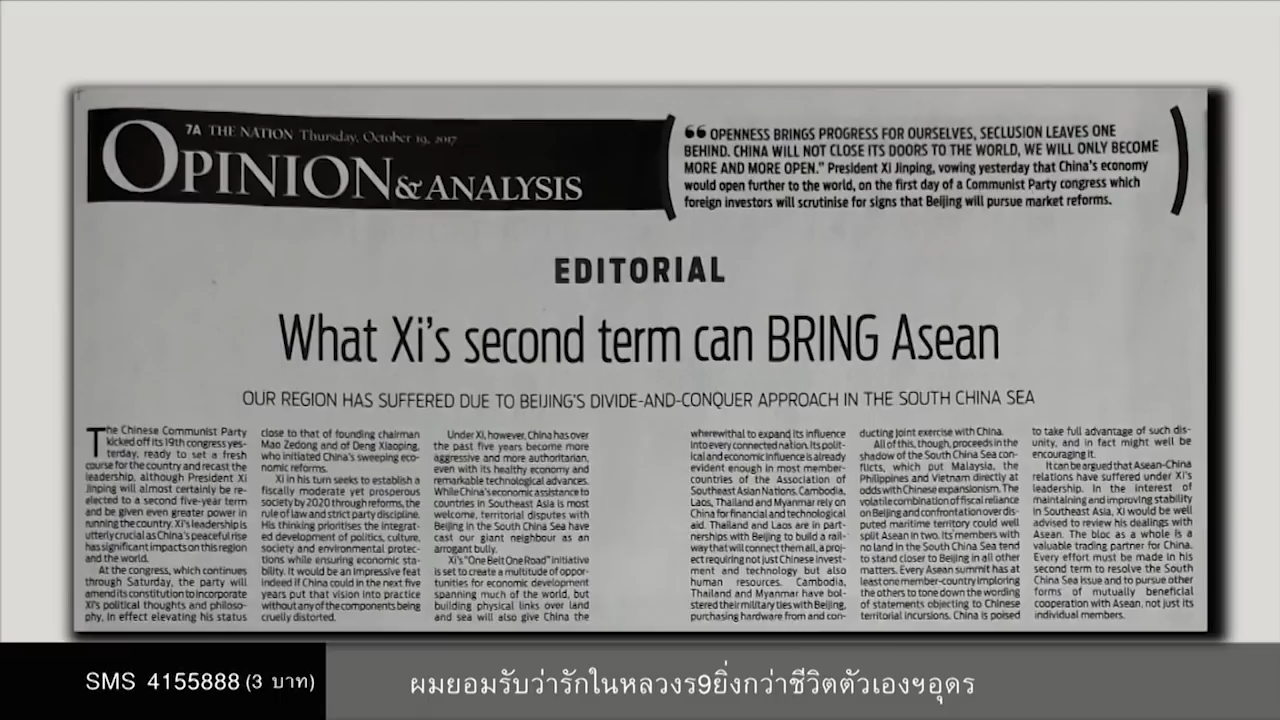 7A THE NATION Thursday, October 19, 2017
OPINION & ANALYSIS
“OPENNESS BRINGS PROGRESS FOR OURSELVES, SECLUSION LEAVES ONE
BEHIND. CHINA WILL NOT CLOSE ITS DOORS TO THE WORLD, WE WILL ONLY BECOME
MORE AND MORE OPEN.” President Xi Jinping, vowing yesterday that China's economy
would open further to the world, on the first day of a Communist Party congress which
foreign investors will scrutinise for signs that Beijing will pursue market reforms.
EDITORIAL
What Xi's second term can BRING Asean
OUR REGION HAS SUFFERED DUE TO BEIJING'S DIVIDE-AND-CONQUER APPROACH IN THE SOUTH CHINA SEA
The Chinese Communist Party
kicked off its 19th congress yes-
terday, ready to set a fresh
course for the country and recast the
leadership, although President Xi
Jinping will almost certainly be re-
elected to a second five-year term
and be given even greater power in
running the country. Xi's leadership is
utterly crucial as China's peaceful rise
has significant impacts on this region
and the world.
At the congress, which continues
through Saturday, the party will
amend its constitution to incorporate
Xi's political thoughts and philoso-
phy, in effect elevating his status
close to that of founding chairman
Mao Zedong and of Deng Xiaoping,
who initiated China's sweeping eco-
nomic reforms.
Xi in his turn seeks to establish a
fiscally moderate yet prosperous
society by 2020 through reforms, the
rule of law and strict party discipline.
His thinking prioritises the integrat-
ed development of politics, culture,
society and environmental protec-
tions while ensuring economic sta-
bility. It would be an impressive feat
indeed if China could in the next five
years put that vision into practice
without any of the components being
cruelly distorted.
Under Xi, however, China has over
the past five years become more
aggressive and more authoritarian,
even with its healthy economy and
remarkable technological advances.
While China's economic assistance to
countries in Southeast Asia is most
welcome, territorial disputes with
Beijing in the South China Sea have
cast our giant neighbour as an
arrogant bully.
Xi's “One Belt One Road” initiative
is set to create a multitude of oppor-
tunities for economic development
spanning much of the world, but
building physical links over land
and sea will also give China the
wherewithal to expand its influence
into every connected nation. Its polit-
ical and economic influence is already
evident enough in most member-
countries of the Association of
Southeast Asian Nations. Cambodia,
Laos, Thailand and Myanmar rely on
China for financial and technological
aid. Thailand and Laos are in part-
nerships with Beijing to build a rail-
way that will connect them all, a proj-
ect requiring not just Chinese invest-
ment and technology but also
human resources. Cambodia,
Thailand and Myanmar have bol-
stered their military ties with Beijing,
purchasing hardware from and con-
ducting joint exercise with China.
All of this, though, proceeds in the
shadow of the South China Sea con-
flicts, which put Malaysia, the
Philippines and Vietnam directly at
odds with Chinese expansionism. The
volatile combination of fiscal reliance
on Beijing and confrontation over dis-
puted maritime territory could well
split Asean in two. Its members with
no land in the South China Sea tend
to stand closer to Beijing in all other
matters. Every Asean summit has at
least one member-country imploring
the others to tone down the wording
of statements objecting to Chinese
territorial incursions. China is poised
to take full advantage of such dis-
unity, and in fact might well be
encouraging it.
It can be argued that Asean-China
relations have suffered under Xi's
leadership. In the interest of
maintaining and improving stability
in Southeast Asia, Xi would be well
advised to review his dealings with
Asean. The bloc as a whole is a
valuable trading partner for China.
Every effort must be made in his
second term to resolve the South
China Sea issue and to pursue other
forms of mutually beneficial
cooperation with Asean, not just its
individual members.
SMS 4155888 (3 บาท)
ผมยอมรับว่ารักในหลวงร9ยิ่งกว่าชีวิตตัวเองฯอุดร